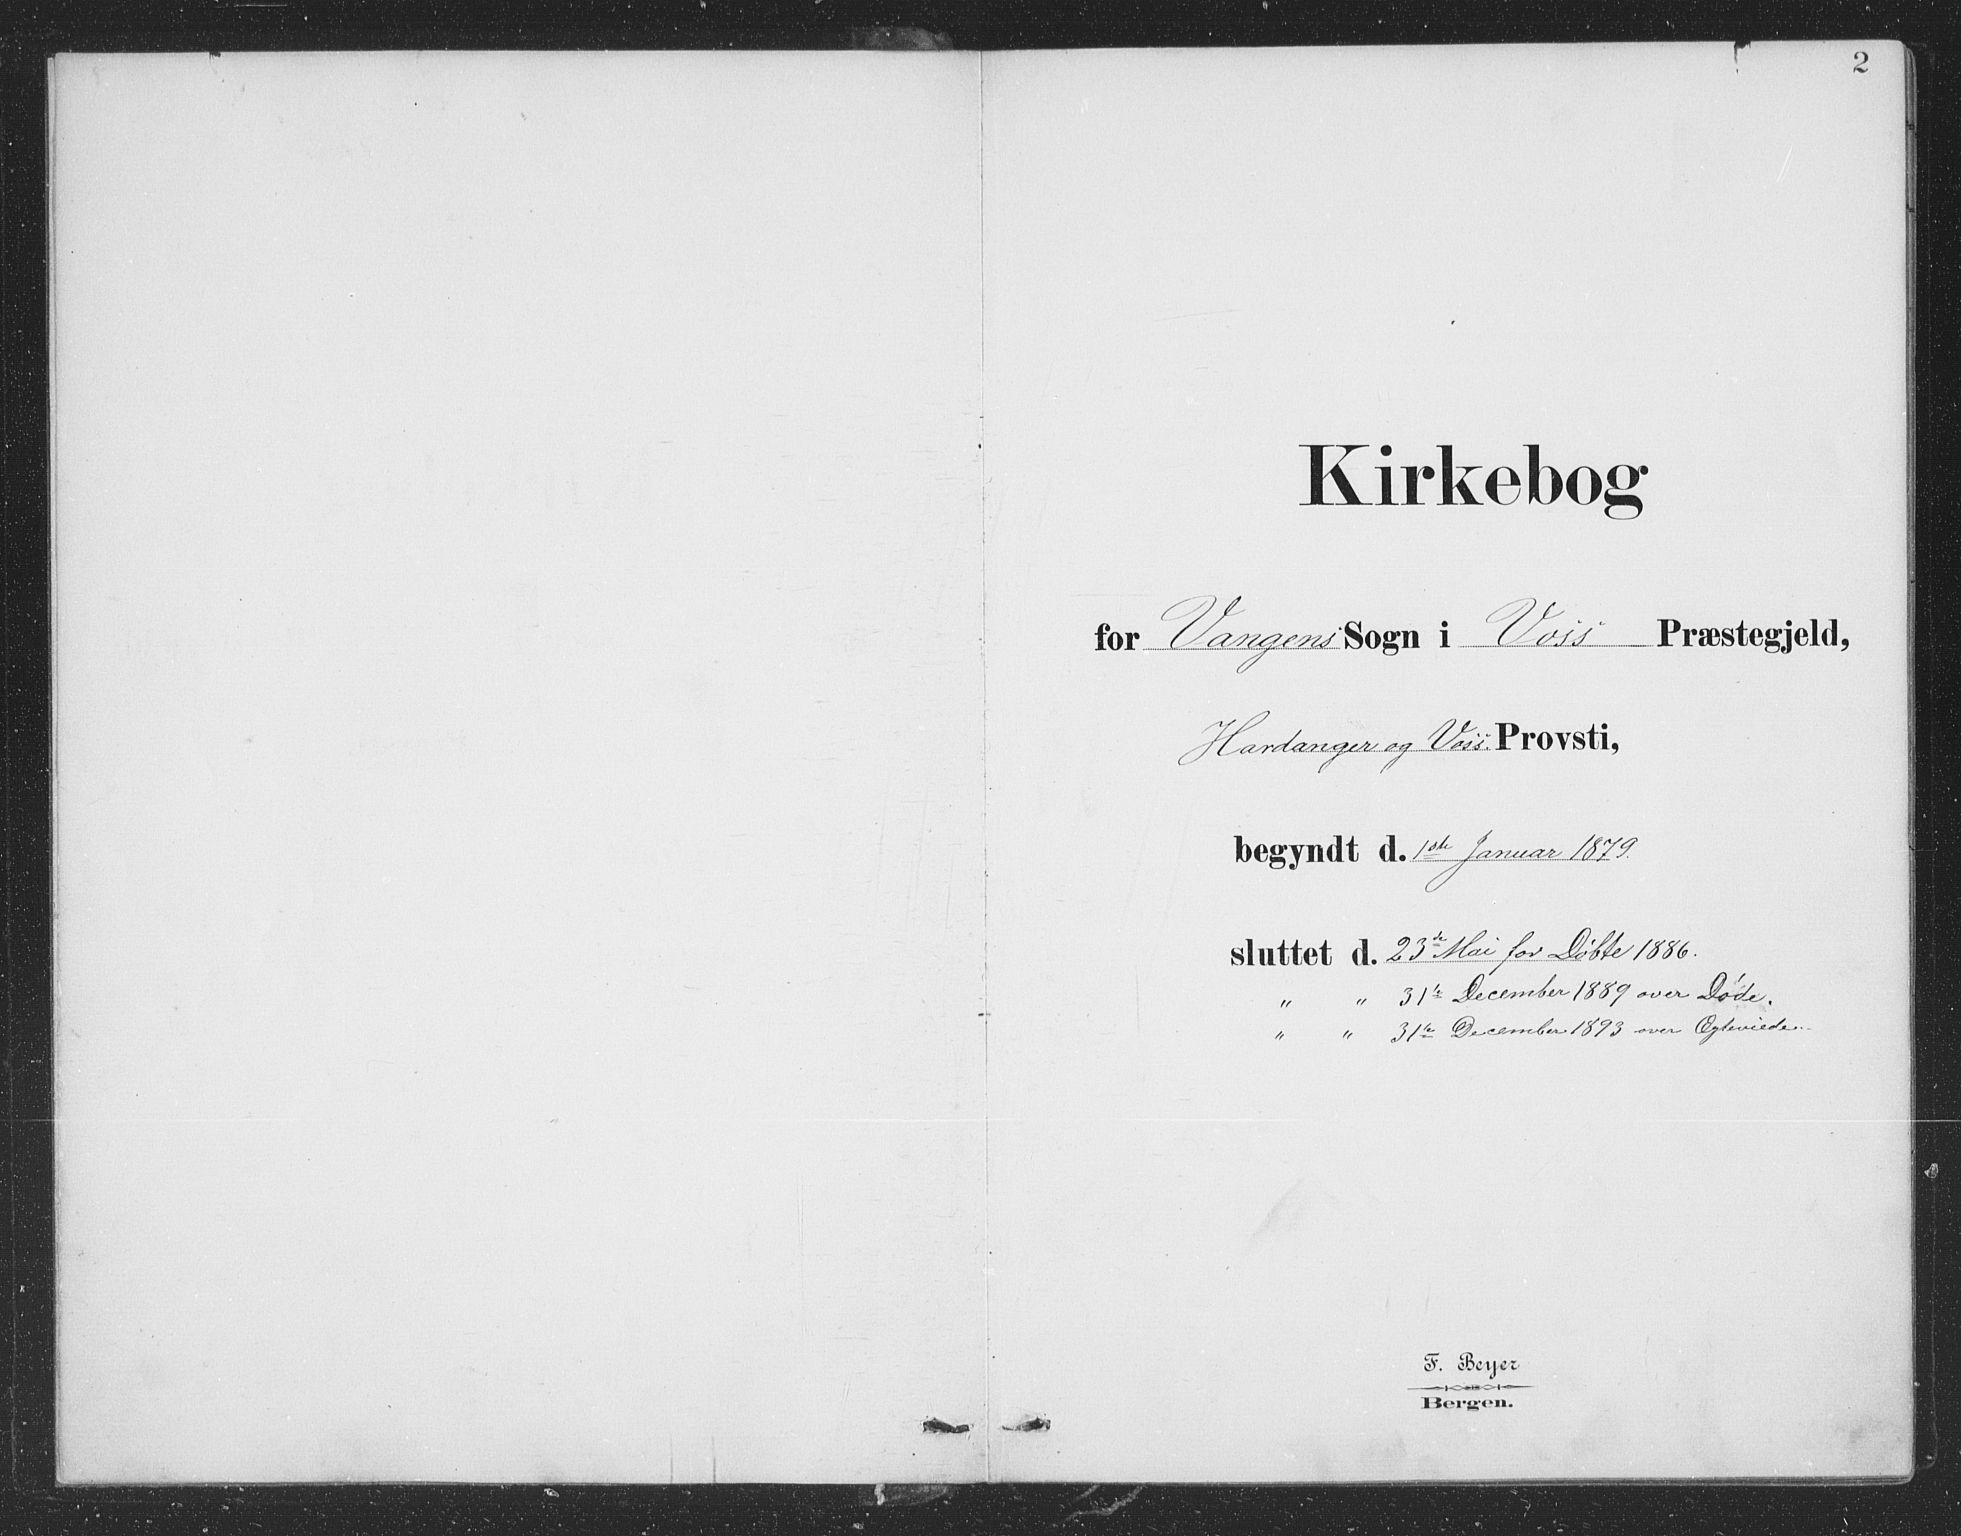 2
Kirkebog
for Vangens Sogn i Voss Præstegjeld,
Hardanger og Voss Provsti,
begyndt d. 1ste Januar 1879.
sluttet d. 23de Mai for Døbte 1886.
" " 31te December 1889 over Døde.
" " 31te December 1893 over Ægteviede.
F. Beyer
Bergen.